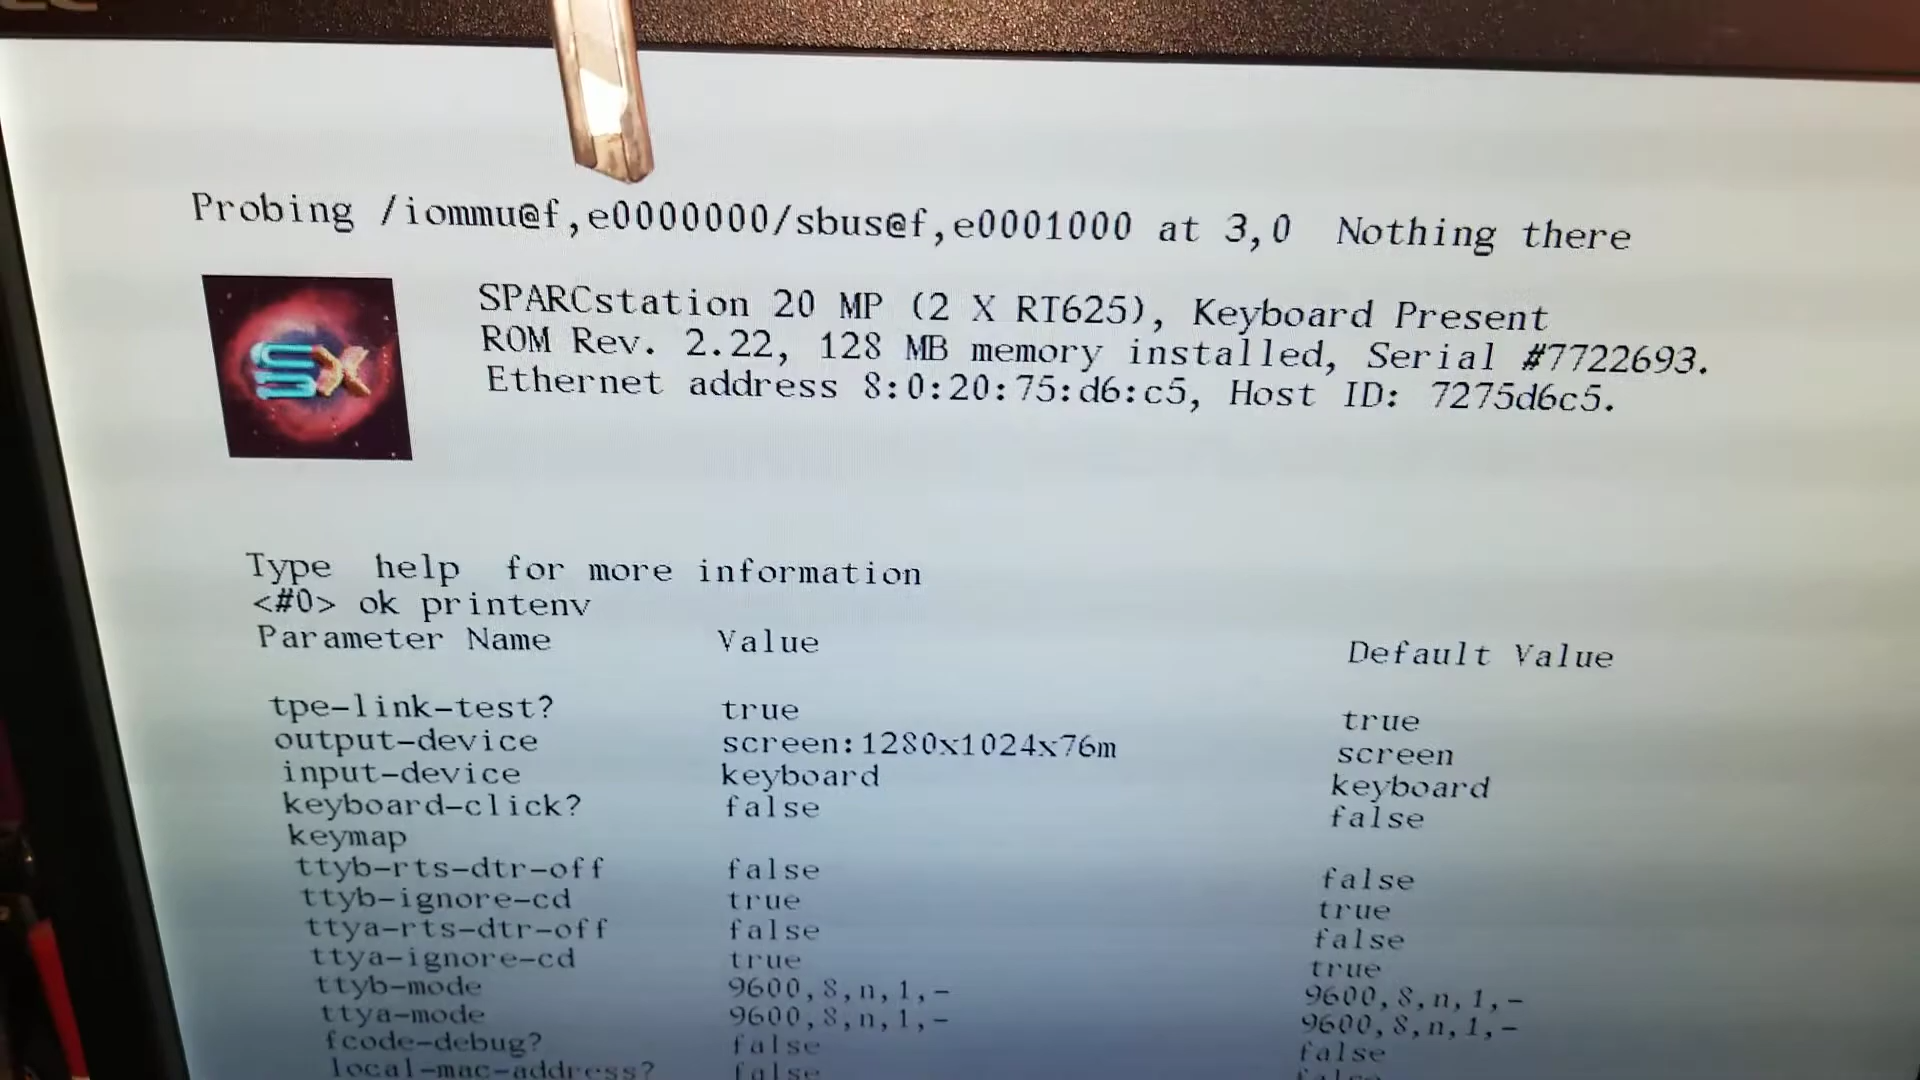 Probing /iommu@f,e0000000/sbus@f,e0001000 at 3,0  Nothing there
SX
SPARCstation 20 MP (2 X RT625), Keyboard Present
ROM Rev. 2.22, 128 MB memory installed, Serial #7722693.
Ethernet address 8:0:20:75:d6:c5, Host ID: 7275d6c5.
Type  help  for more information
<#0> ok printenv
Parameter Name Value Default Value
tpe-link-test? true true
output-device screen:1280x1024x76m screen
input-device keyboard keyboard
keyboard-click? false false
keymap
ttyb-rts-dtr-off false false
ttyb-ignore-cd true true
ttya-rts-dtr-off false false
ttya-ignore-cd true true
ttyb-mode 9600,8,n,1,- 9600,8,n,1,-
ttya-mode 9600,8,n,1,- 9600,8,n,1,-
fcode-debug? false false
local-mac-address? false false